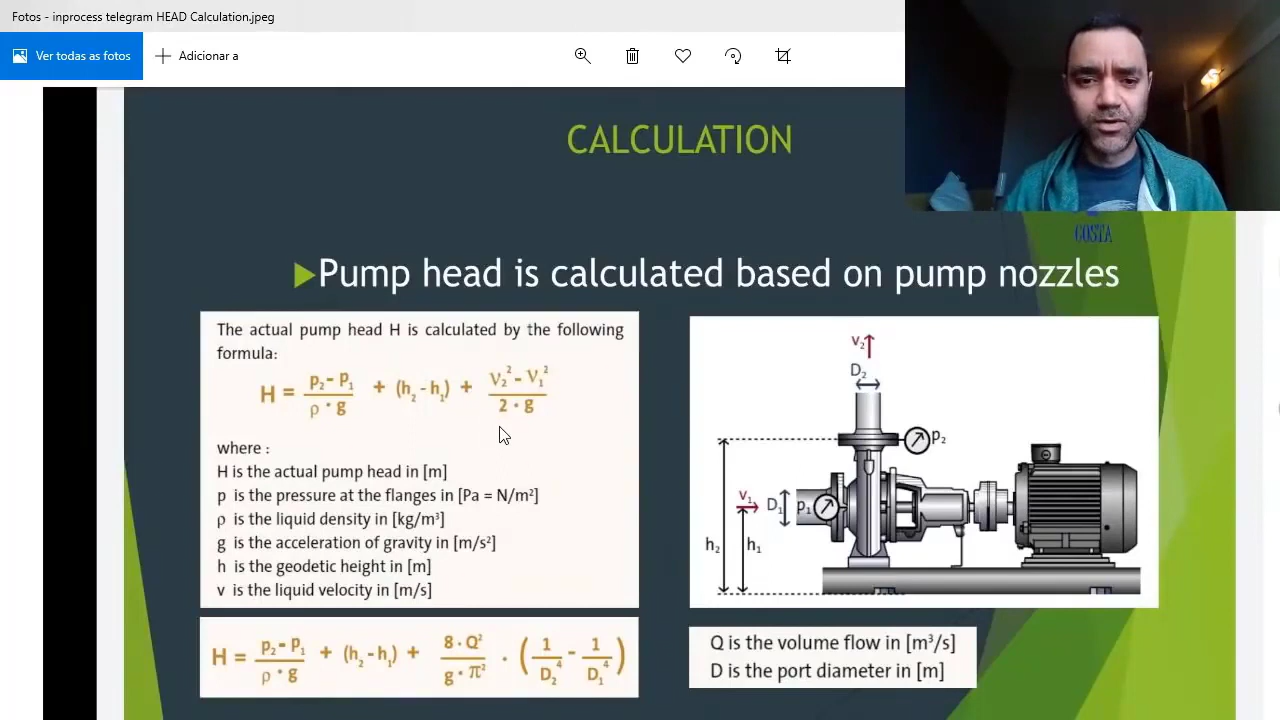 Fotos - inprocess telegram HEAD Calculation.jpeg
Ver todas as fotos
Adicionar a
CALCULATION
COSTA
Pump head is calculated based on pump nozzles
The actual pump head H is calculated by the following
formula:
H = (p₂ - p₁)/(ρ · g) + (h₂ - h₁) + (v₂² - v₁²)/(2 · g)
where :
H is the actual pump head in [m]
p is the pressure at the flanges in [Pa = N/m²]
ρ is the liquid density in [kg/m³]
g is the acceleration of gravity in [m/s²]
h is the geodetic height in [m]
v is the liquid velocity in [m/s]
H = (p₂ - p₁)/(ρ · g) + (h₂ - h₁) + (8 · Q²)/(g · π²) · (1/D₂⁴ - 1/D₁⁴)
v₂
D₂
p₂
v₁
D₁
p₁
h₂
h₁
Q is the volume flow in [m³/s]
D is the port diameter in [m]